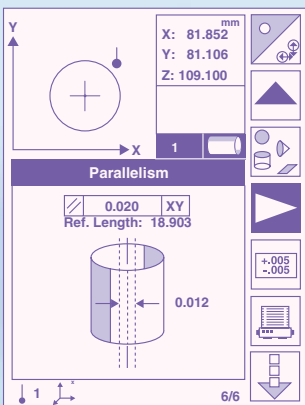 Y
mm
X: 81.852
Y: 81.106
Z: 109.100
X
1
Parallelism
0.020 XY
Ref. Length: 18.903
0.012
+.005
-.005
1
x
6/6